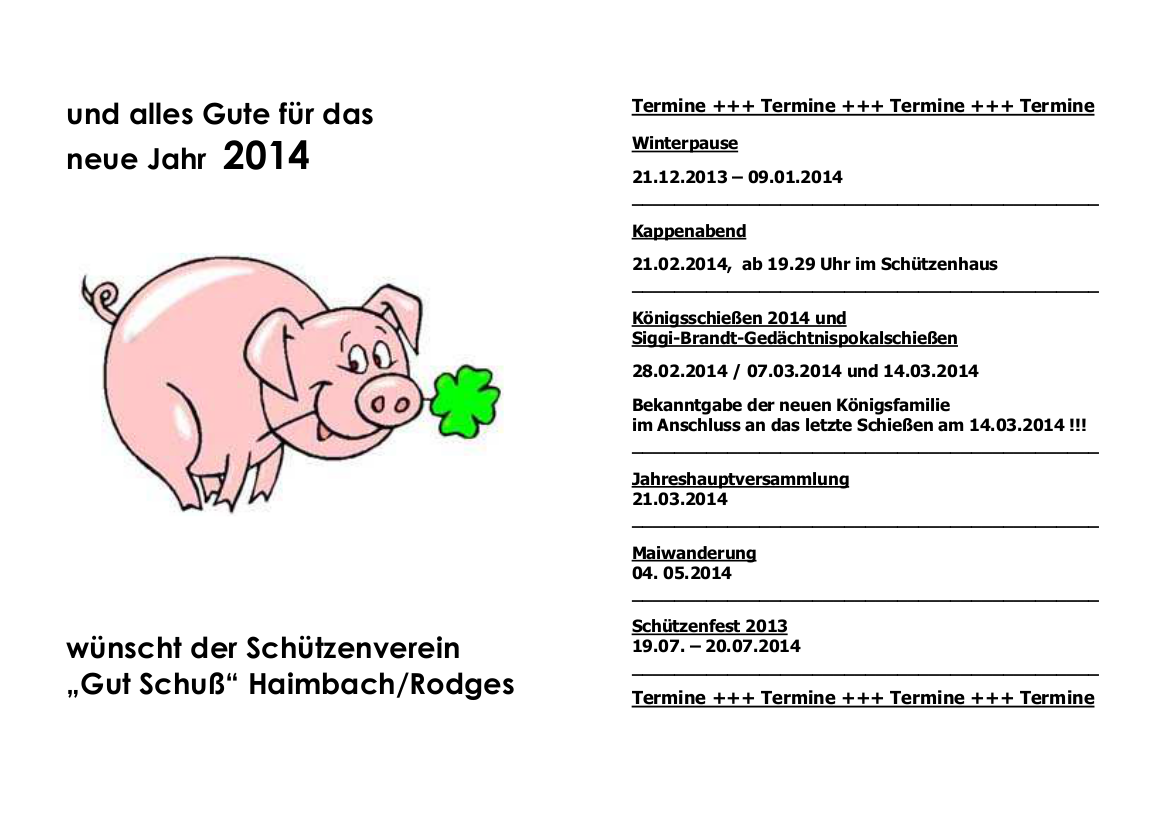 und alles Gute für das
neue Jahr 2014
wünscht der Schützenverein
„Gut Schuß“ Haimbach/Rodges
Termine +++ Termine +++ Termine +++ Termine
Winterpause
21.12.2013 – 09.01.2014
Kappenabend
21.02.2014, ab 19.29 Uhr im Schützenhaus
Königsschießen 2014 und
Siggi-Brandt-Gedächtnispokalschießen
28.02.2014 / 07.03.2014 und 14.03.2014
Bekanntgabe der neuen Königsfamilie
im Anschluss an das letzte Schießen am 14.03.2014 !!!
Jahreshauptversammlung
21.03.2014
Maiwanderung
04. 05.2014
Schützenfest 2013
19.07. – 20.07.2014
Termine +++ Termine +++ Termine +++ Termine